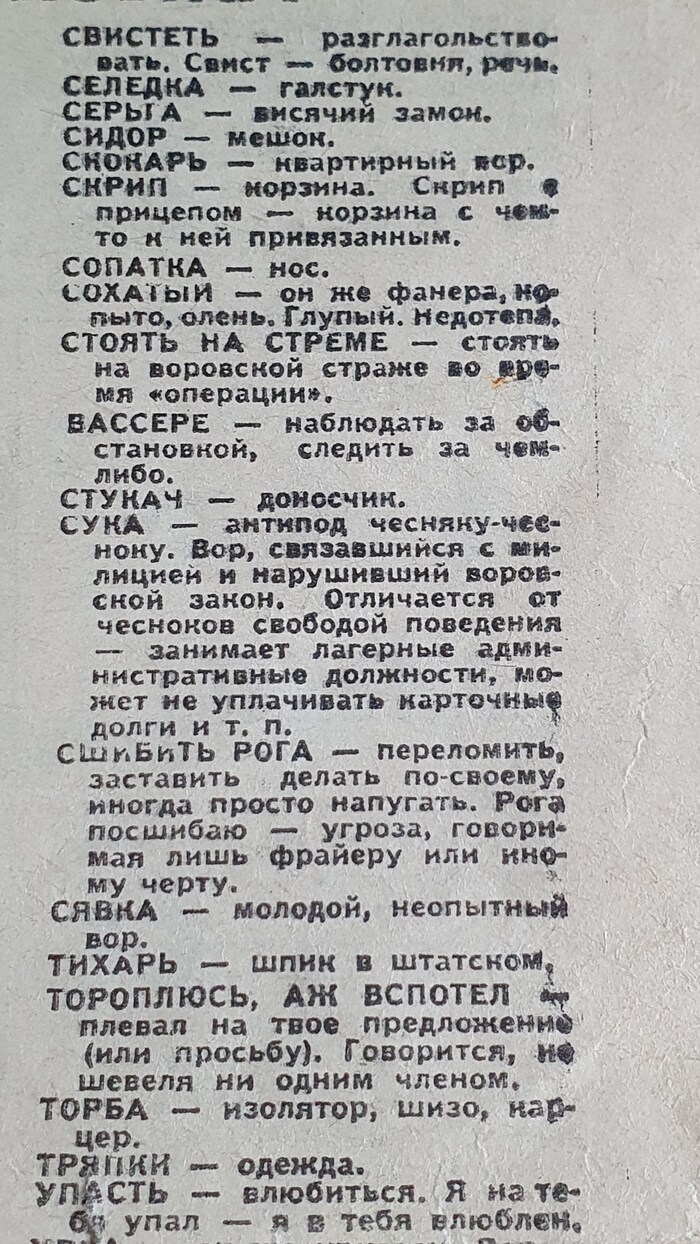 СВИСТЕТЬ — разглагольство-
вать. Свист — болтовня, речь.
СЕЛЕДКА — галстук.
СЕРЬГА — висячий замок.
СИДОР — мешок.
СКОКАРЬ — квартирный вор.
СКРИП — корзина. Скрип с
прицепом — корзина с чем-
то к ней привязанным.
СОПАТКА — нос.
СОХАТЫЙ — он же фанера, ко-
пыто, олень. Глупый. Недотепа.
СТОЯТЬ НА СТРЕМЕ — стоять
на воровской страже во вре-
мя «операции».
ВАССЕРЕ — наблюдать за об-
становкой, следить за чем-
либо.
СТУКАЧ — доносчик.
СУКА — антипод чесняку-чес-
ноку. Вор, связавшийся с ми-
лицией и нарушивший воров-
ской закон. Отличается от
чесноков свободой поведения
— занимает лагерные адми-
нистративные должности, мо-
жет не уплачивать карточные
долги и т. п.
СШИБИТЬ РОГА — переломить,
заставить делать по-своему,
иногда просто напугать. Рога
посшибаю — угроза, говори-
мая лишь фрайеру или ино-
му черту.
СЯВКА — молодой, неопытный
вор.
ТИХАРЬ — шпик в штатском.
ТОРОПЛЮСЬ, АЖ ВСПОТЕЛ —
плевал на твое предложение
(или просьбу). Говорится, не
шевеля ни одним членом.
ТОРБА — изолятор, шизо, кар-
цер.
ТРЯПКИ — одежда.
УПАСТЬ — влюбиться. Я на те-
бя упал — я в тебя влюблен.